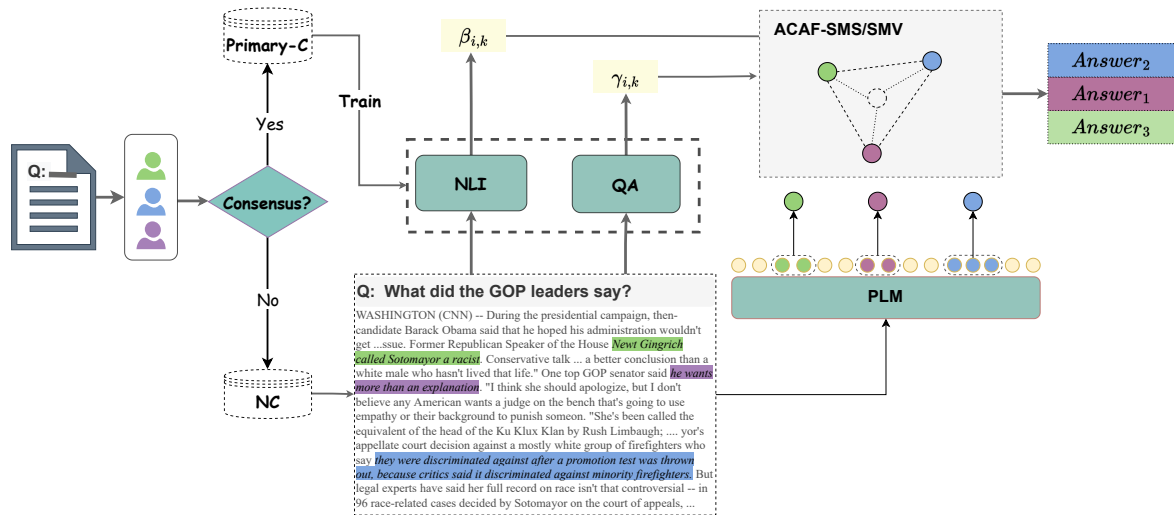 Q:
Consensus?
Yes
No
Primary-C
NC
Train
β_{i,k}
γ_{i,k}
NLI
QA
ACAF-SMS/SMV
Answer_2
Answer_1
Answer_3
PLM
Q: What did the GOP leaders say?
WASHINGTON (CNN) -- During the presidential campaign, then-
candidate Barack Obama said that he hoped his administration wouldn't
get ...ssue. Former Republican Speaker of the House Newt Gingrich
called Sotomayor a racist. Conservative talk ... a better conclusion than a
white male who hasn't lived that life." One top GOP senator said he wants
more than an explanation. "I think she should apologize, but I don't
believe any American wants a judge on the bench that's going to use
empathy or their background to punish someon. "She's been called the
equivalent of the head of the Ku Klux Klan by Rush Limbaugh; .... yor's
appellate court decision against a mostly white group of firefighters who
say they were discriminated against after a promotion test was thrown
out, because critics said it discriminated against minority firefighters. But
legal experts have said her full record on race isn't that controversial -- in
96 race-related cases decided by Sotomayor on the court of appeals, ...